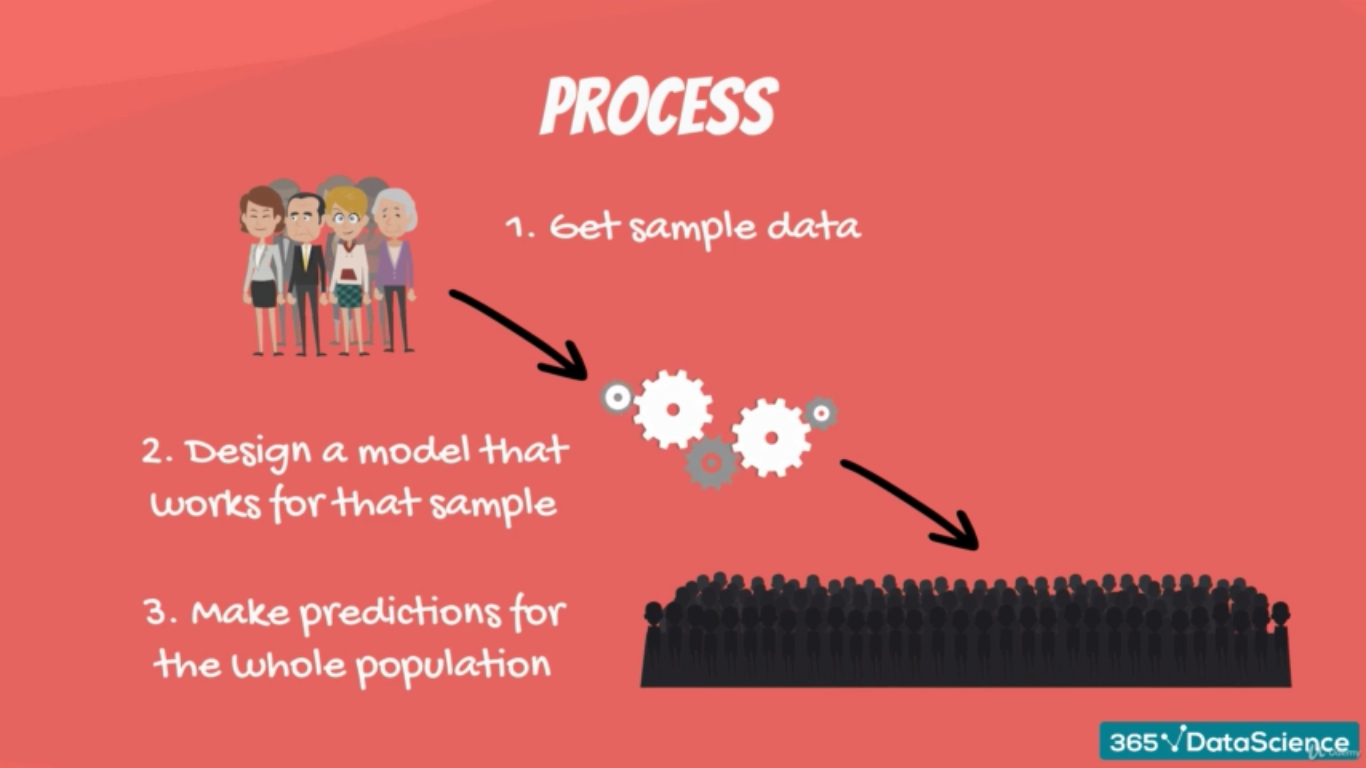 PROCESS
1. Get sample data
2. Design a model that
works for that sample
3. Make predictions for
the whole population
365 DataScience